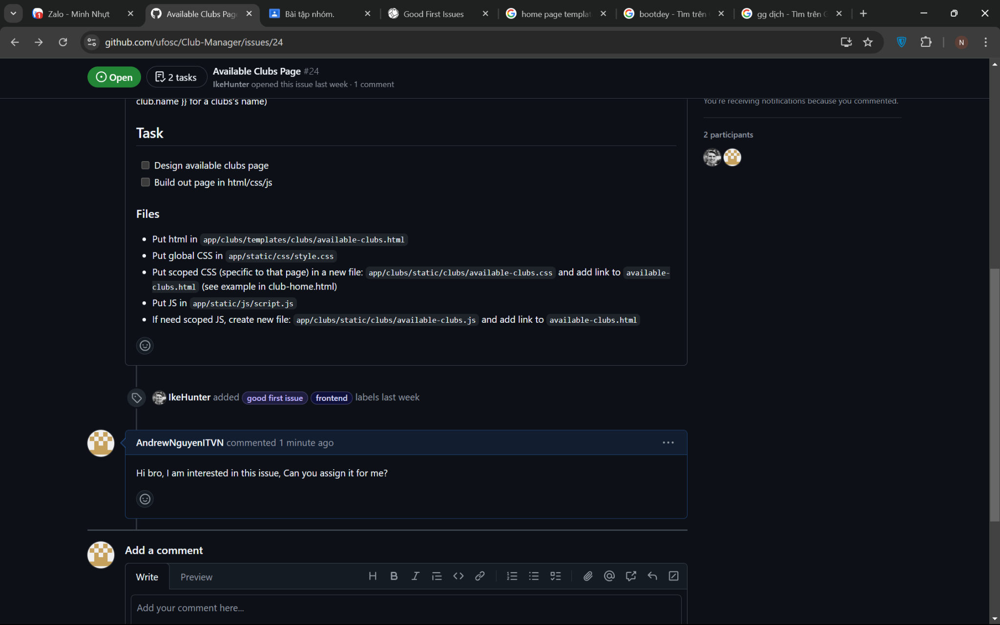 Zalo - Minh Nhựt
Available Clubs Pag
Bài tập nhóm.
Good First Issues
home page templat
bootdey - Tìm trên
gg dịch - Tìm trên G
github.com/ufosc/Club-Manager/issues/24
N
Open
2 tasks
Available Clubs Page #24
IkeHunter opened this issue last week · 1 comment
club.name }} for a clubs's name)
You're receiving notifications because you commented.
Task
2 participants
Design available clubs page
Build out page in html/css/js
Files
Put html in app/clubs/templates/clubs/available-clubs.html
Put global CSS in app/static/css/style.css
Put scoped CSS (specific to that page) in a new file: app/clubs/static/clubs/available-clubs.css and add link to available-
clubs.html (see example in club-home.html)
Put JS in app/static/js/script.js
If need scoped JS, create new file: app/clubs/static/clubs/available-clubs.js and add link to available-clubs.html
IkeHunter added good first issue frontend labels last week
AndrewNguyenITVN commented 1 minute ago
Hi bro, I am interested in this issue, Can you assign it for me?
Add a comment
Write
Preview
Add your comment here...